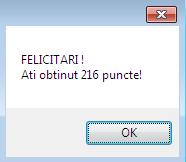 FELICITARI !
Ati obtinut 216 puncte!
OK